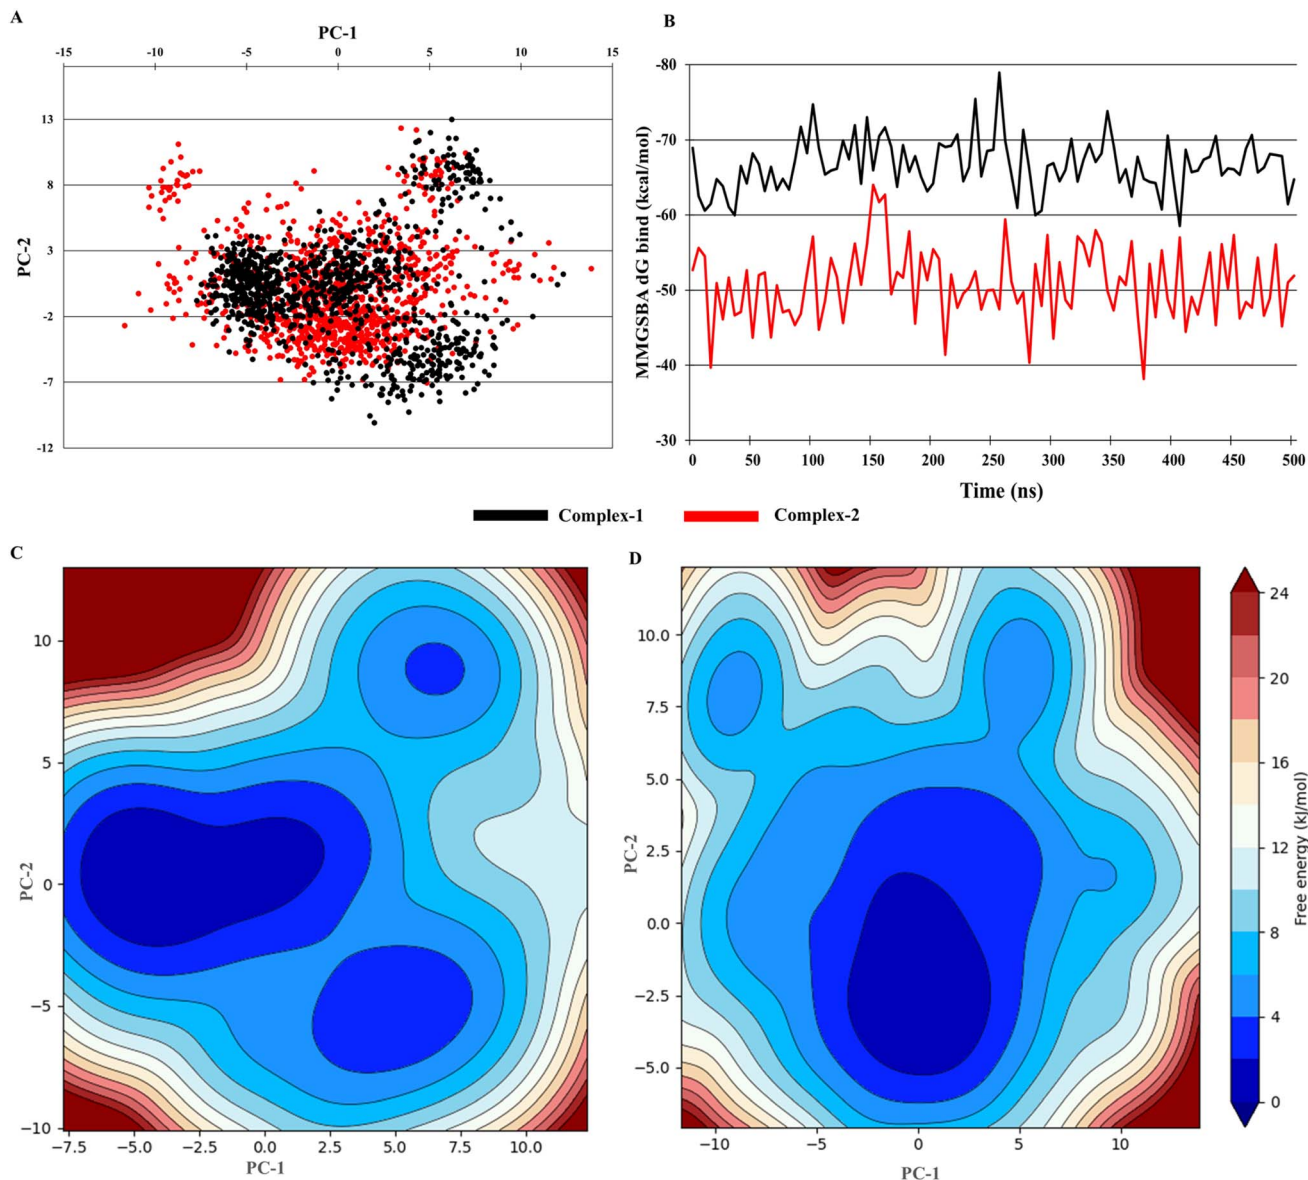 A
PC-1
-15 -10 -5 0 5 10 15
13
8
3
-2
-7
-12
PC-2
B
-80
-70
-60
-50
-40
-30
MMGSBA dG bind (kcal/mol)
0 50 100 150 200 250 300 350 400 450 500
Time (ns)
Complex-1 Complex-2
C
10
5
0
−5
−10
PC-2
−7.5 −5.0 −2.5 0.0 2.5 5.0 7.5 10.0
PC-1
D
10.0
7.5
5.0
2.5
0.0
−2.5
−5.0
PC-2
−10 −5 0 5 10
PC-1
24
20
16
12
8
4
0
Free energy (kJ/mol)